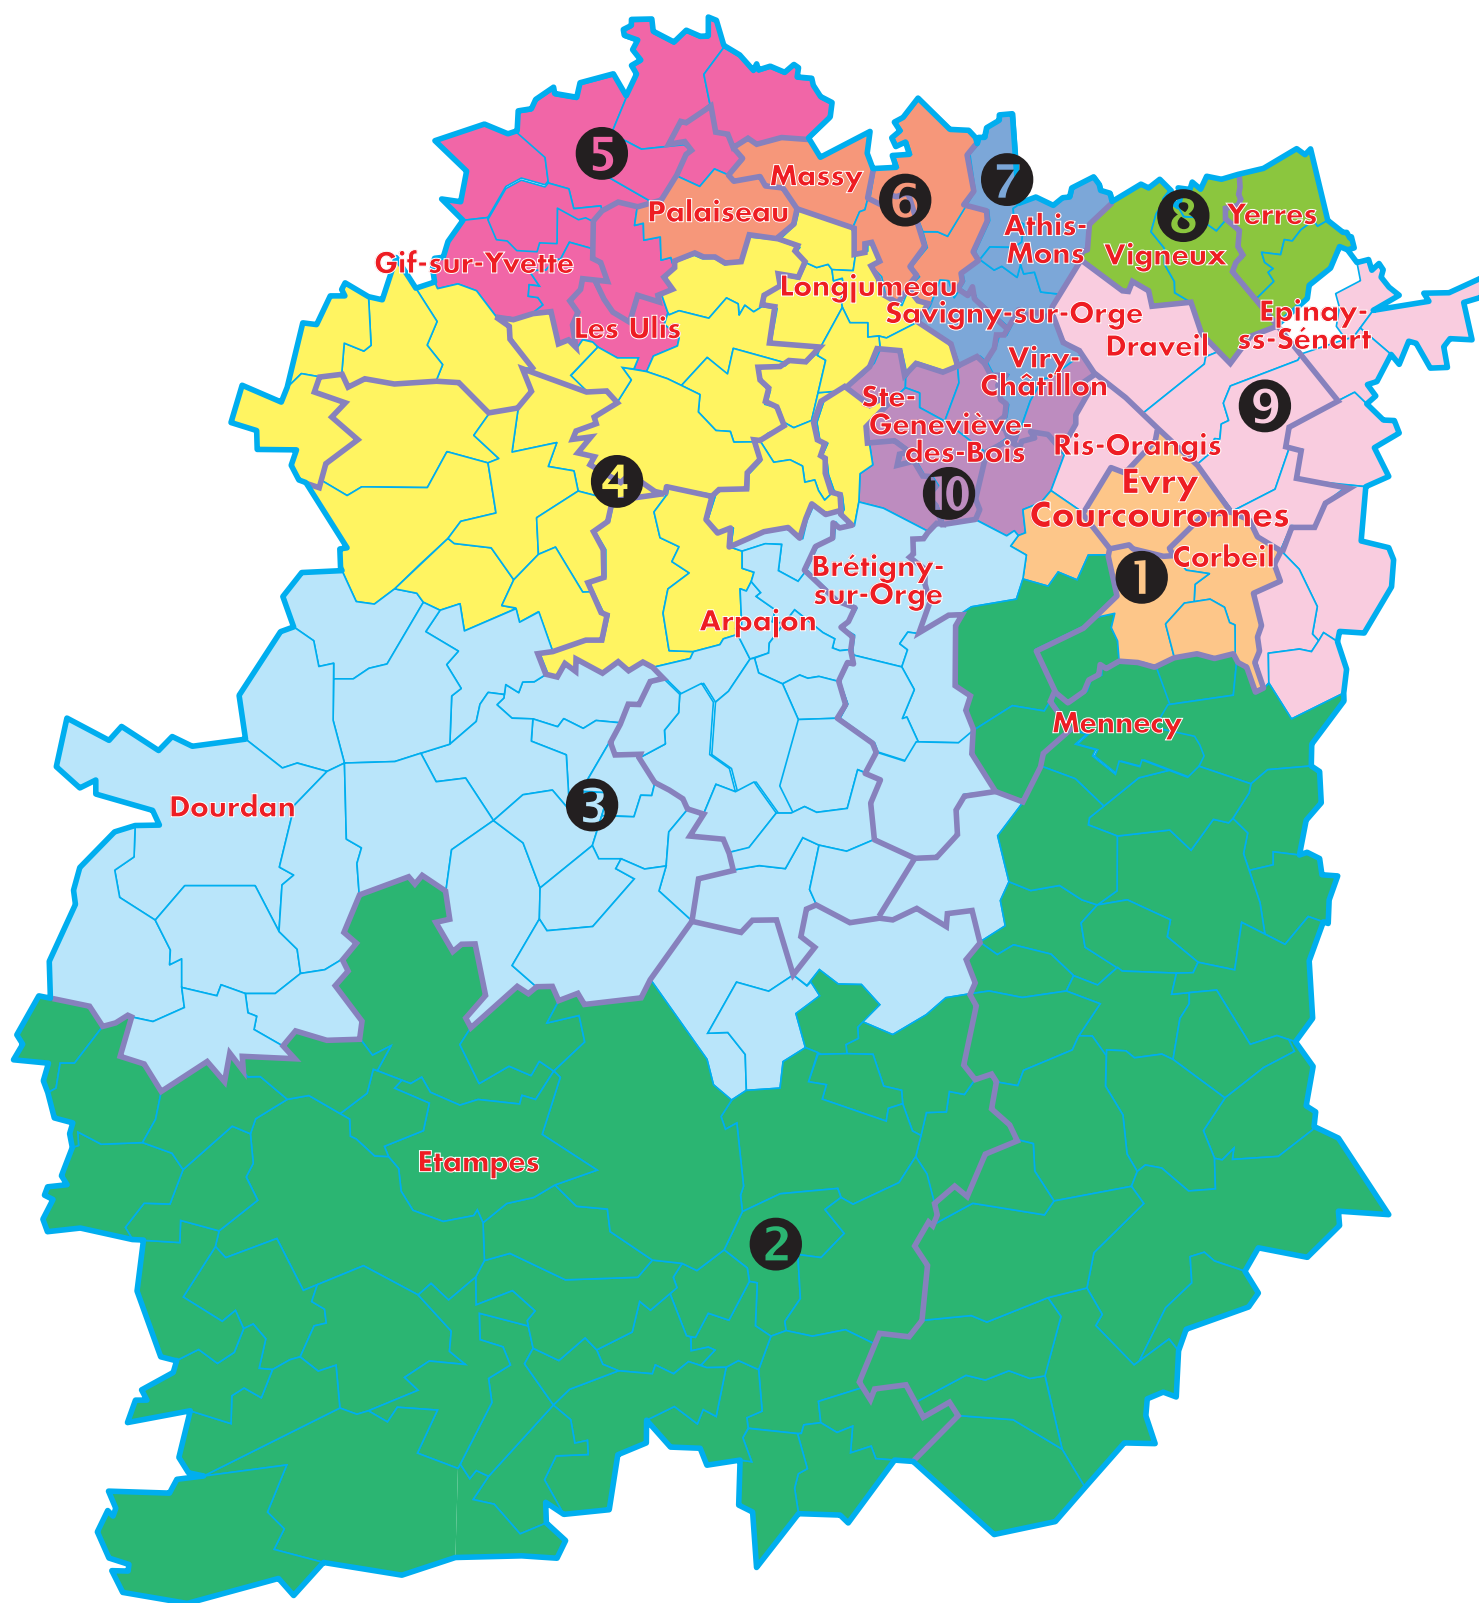 5
Massy
6
7
Palaiseau
Athis-
Mons
8
Yerres
Vigneux
Gif-sur-Yvette
Longjumeau
Savigny-sur-Orge
Epinay-
ss-Sénart
Les Ulis
Draveil
Viry-
Châtillon
Ste-
Geneviève-
des-Bois
9
Ris-Orangis
4
10
Evry
Courcouronnes
Corbeil
1
Brétigny-
sur-Orge
Arpajon
Mennecy
Dourdan
3
Etampes
2